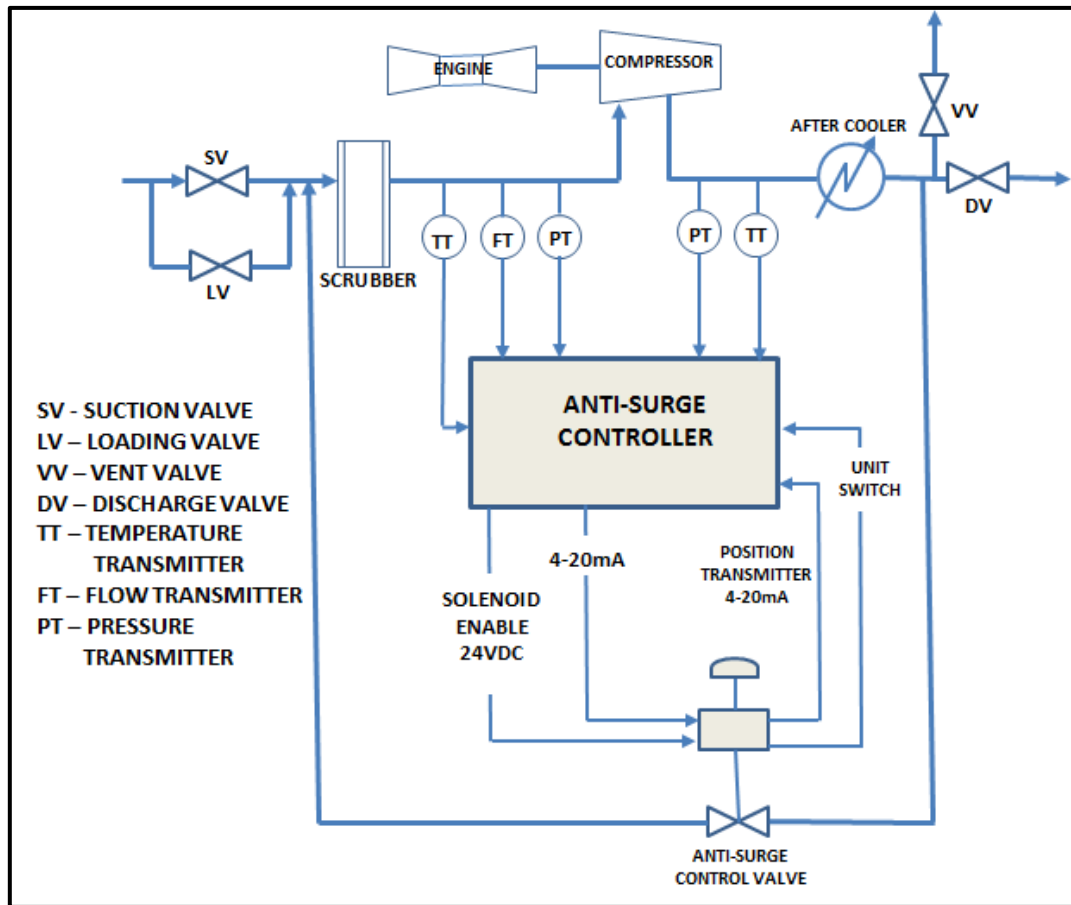 ENGINE
COMPRESSOR
VV
AFTER COOLER
SV
DV
TT
FT
PT
PT
TT
SCRUBBER
LV
ANTI-SURGE
CONTROLLER
SV - SUCTION VALVE
LV – LOADING VALVE
VV – VENT VALVE
DV – DISCHARGE VALVE
TT – TEMPERATURE
TRANSMITTER
FT – FLOW TRANSMITTER
PT – PRESSURE
TRANSMITTER
UNIT
SWITCH
4-20mA
POSITION
TRANSMITTER
4-20mA
SOLENOID
ENABLE
24VDC
ANTI-SURGE
CONTROL VALVE